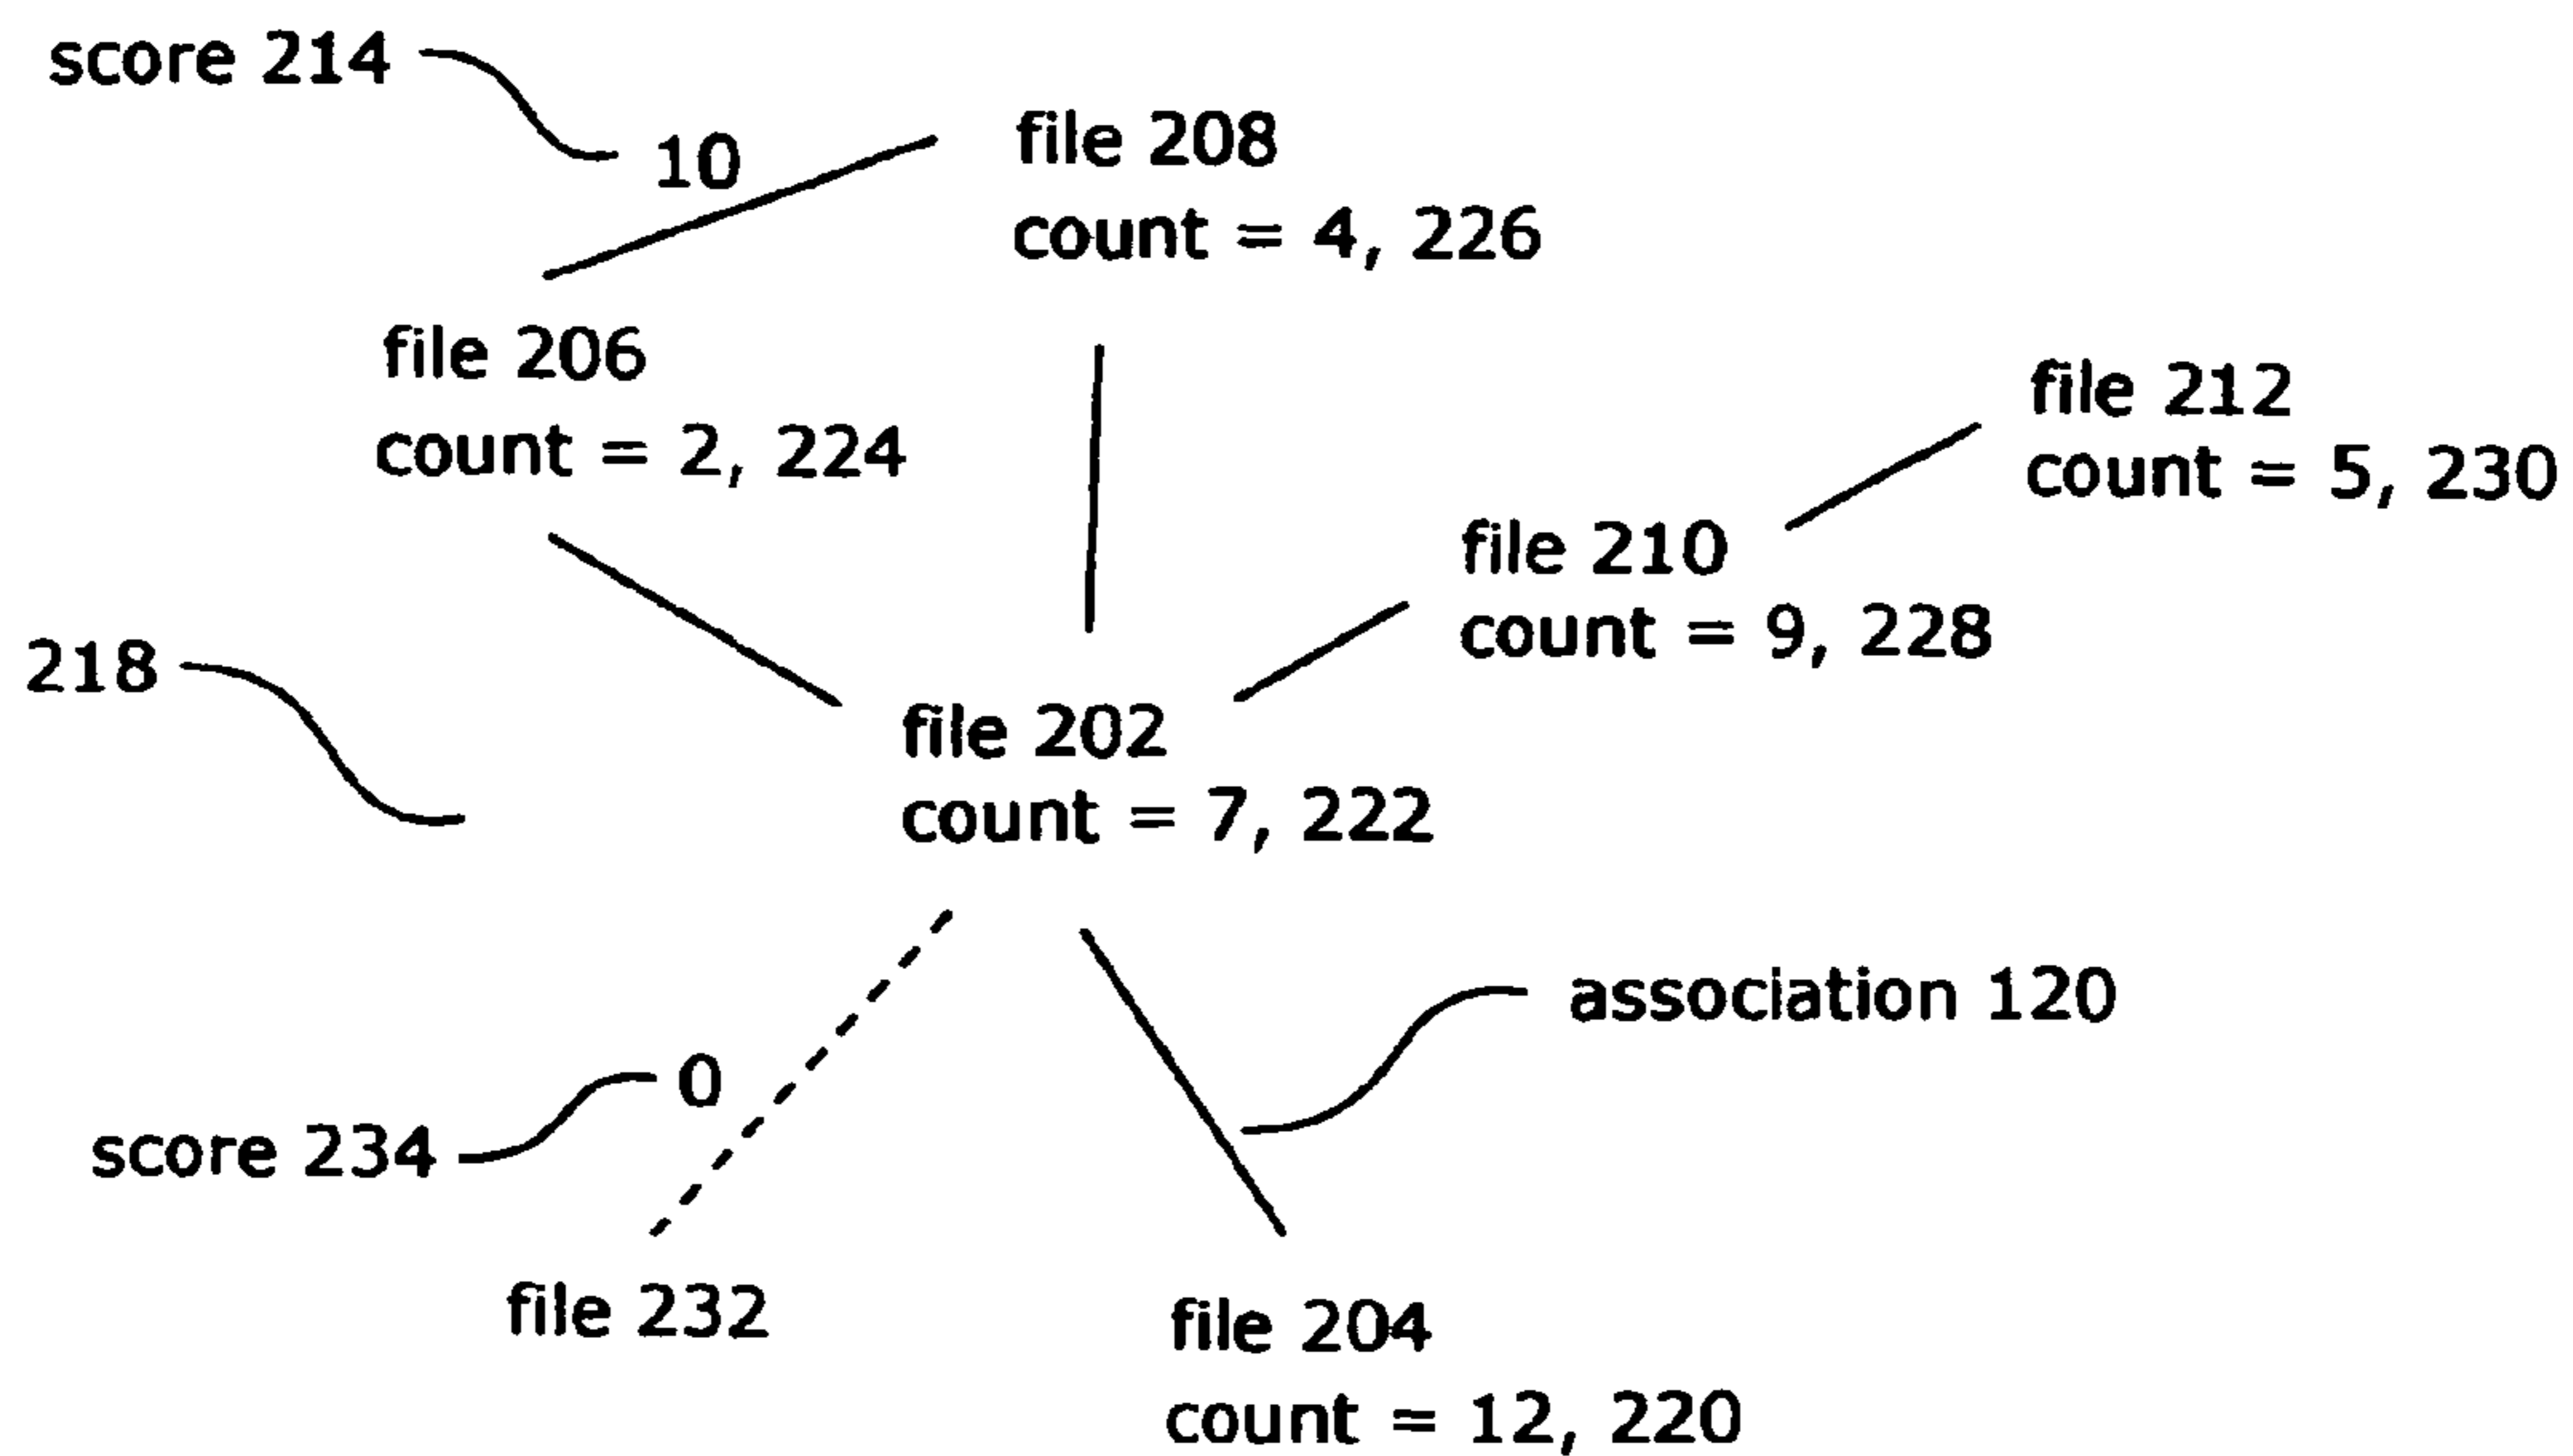 score 214
10
file 208
count = 4, 226
file 206
count = 2, 224
file 212
count = 5, 230
file 210
count = 9, 228
218
file 202
count = 7, 222
association 120
0
score 234
file 232
file 204
count = 12, 220